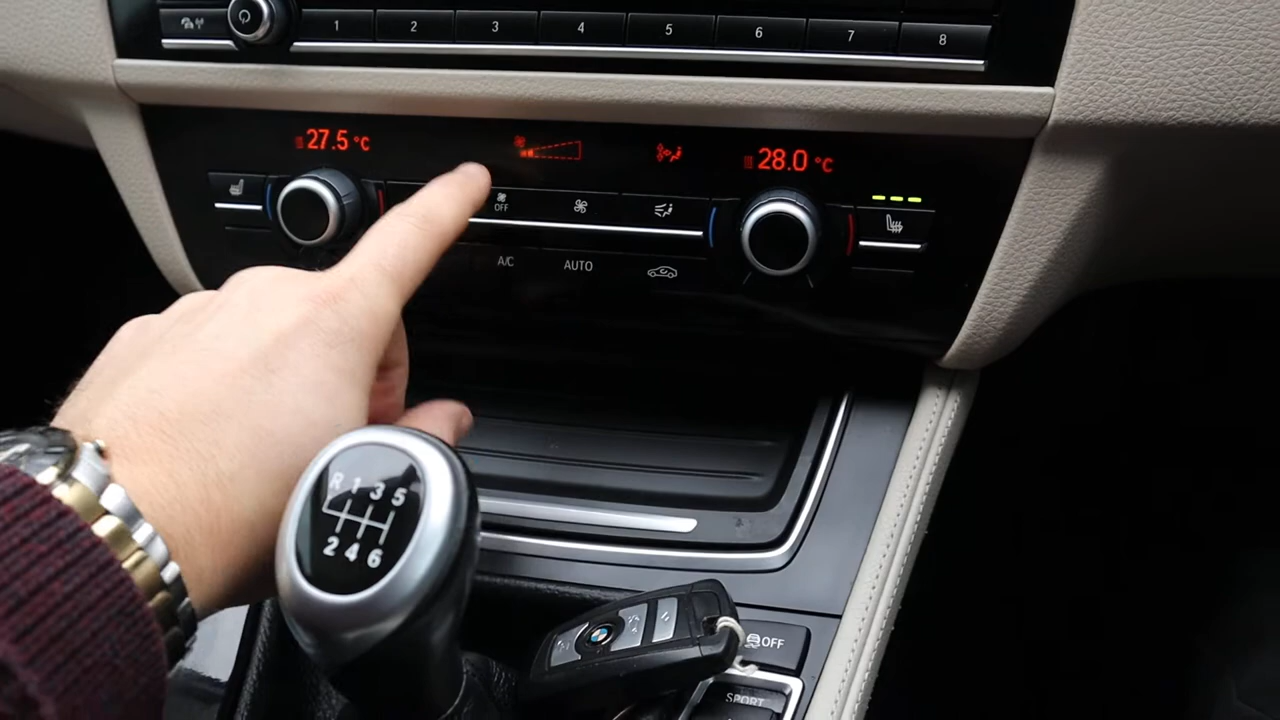 1 2 3 4 5 6 7 8
27.5 °C 28.0 °C
OFF
A/C AUTO
R 1 3 5
2 4 6
OFF
SPORT